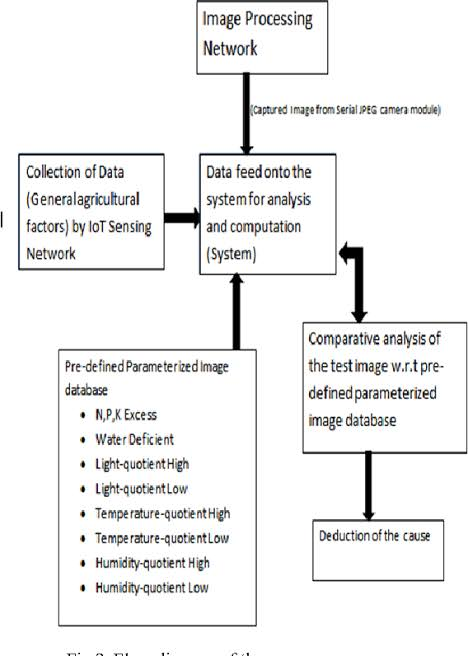 Image Processing
Network
(Captured Image from Serial JPEG camera module)
Collection of Data
(General agricultural
factors) by IoT Sensing
Network
Data feed onto the
system for analysis
and computation
(System)
Pre-defined Parameterized Image
database
• N,P,K Excess
• Water Deficient
• Light-quotient High
• Light-quotient Low
• Temperature-quotient High
• Temperature-quotient Low
• Humidity-quotient High
• Humidity-quotient Low
Comparative analysis of
the test image w.r.t pre-
defined parameterized
image database
Deduction of the cause